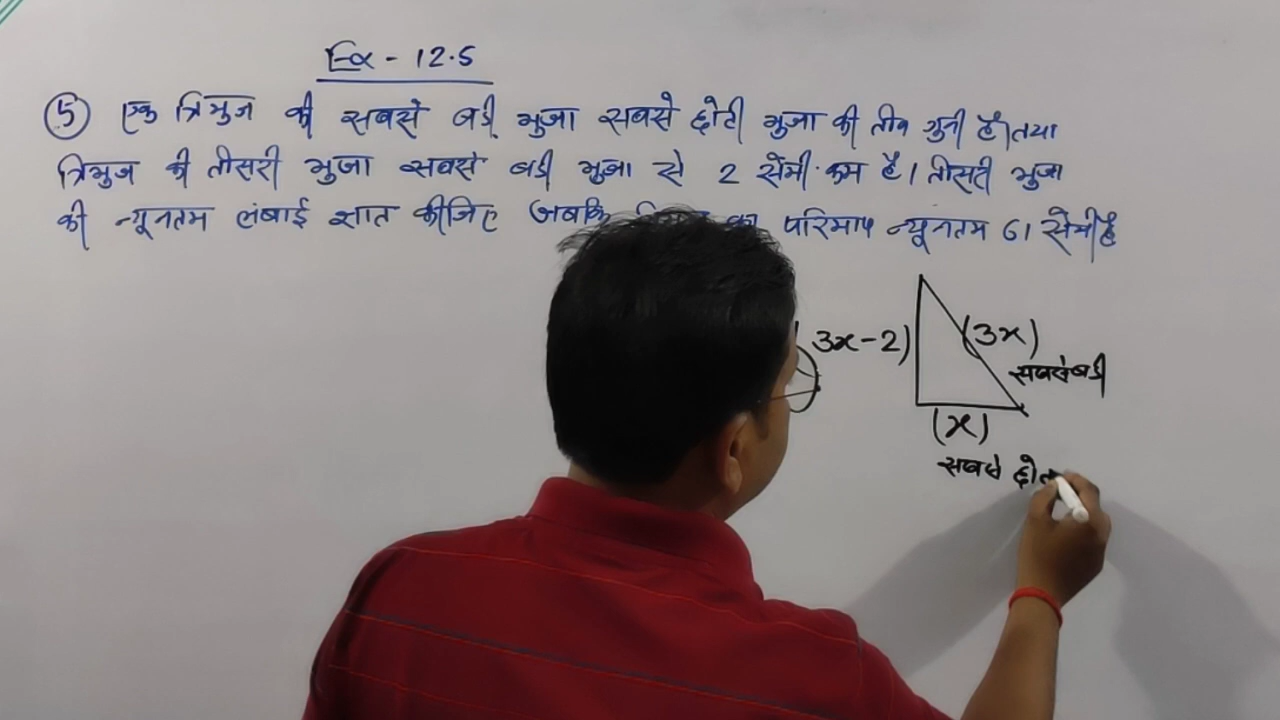 Ex - 12.5
5 एक त्रिभुज की सबसे बडी भुजा सबसे छोटी भुजा की तीन गुनी है। तथा
त्रिभुज की तीसरी भुजा सबसे बडी भुजा से 2 सेमी. कम है। तीसरी भुजा
की न्यूनतम लंबाई ज्ञात कीजिए जबकि का परिमाप न्यूनतम 61 सेमी है
3x-2)
(3x)
सबसे बडी
(x)
सबसे